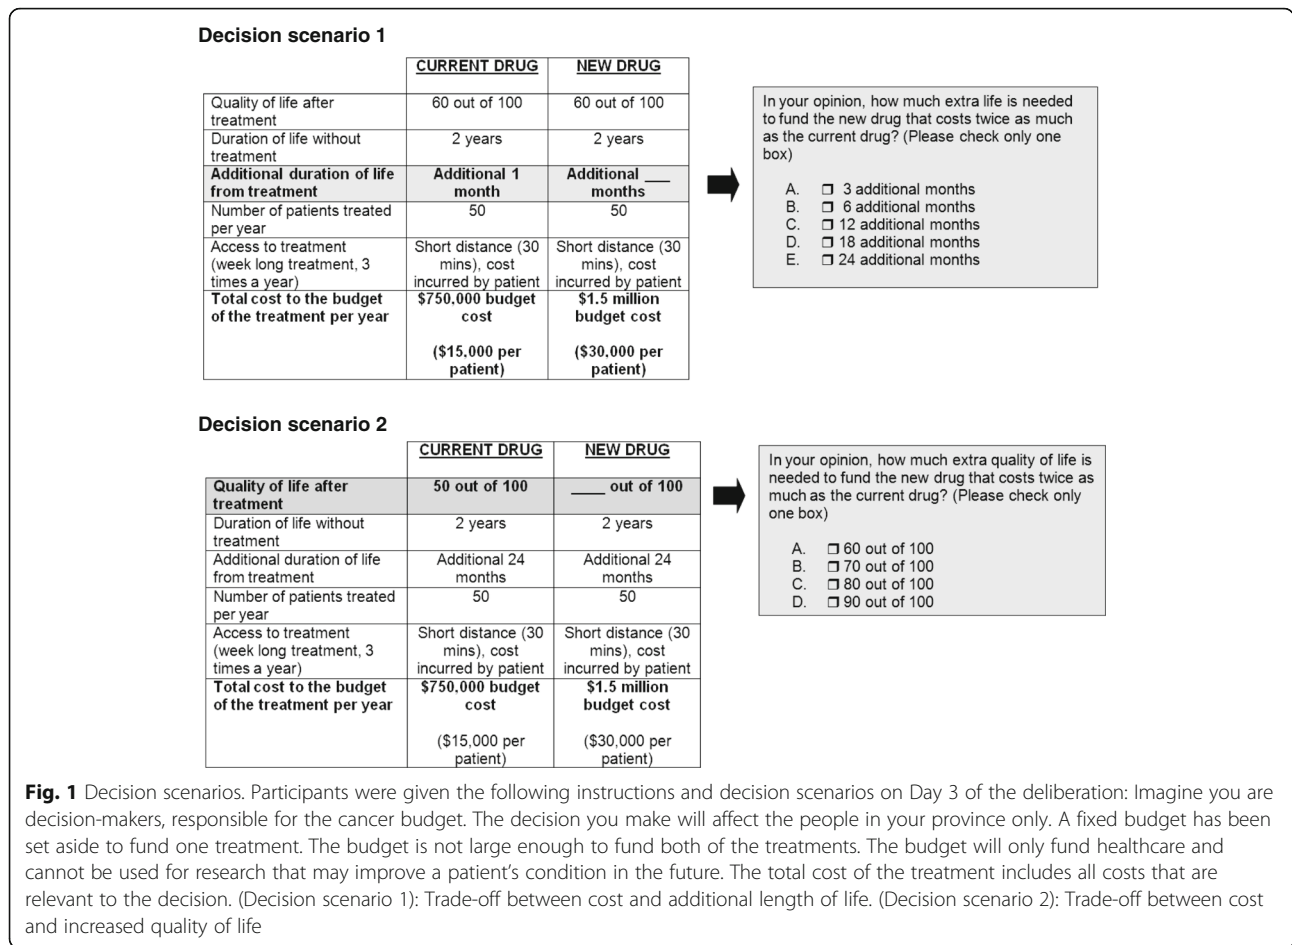 Decision scenario 1
CURRENT DRUG NEW DRUG
Quality of life after treatment 60 out of 100 60 out of 100
Duration of life without treatment 2 years 2 years
Additional duration of life from treatment Additional 1 month Additional ___ months
Number of patients treated per year 50 50
Access to treatment (week long treatment, 3 times a year) Short distance (30 mins), cost incurred by patient Short distance (30 mins), cost incurred by patient
Total cost to the budget of the treatment per year $750,000 budget cost ($15,000 per patient) $1.5 million budget cost ($30,000 per patient)
In your opinion, how much extra life is needed
to fund the new drug that costs twice as much
as the current drug? (Please check only one
box)
A. ❒ 3 additional months
B. ❒ 6 additional months
C. ❒ 12 additional months
D. ❒ 18 additional months
E. ❒ 24 additional months
Decision scenario 2
CURRENT DRUG NEW DRUG
Quality of life after treatment 50 out of 100 ____ out of 100
Duration of life without treatment 2 years 2 years
Additional duration of life from treatment Additional 24 months Additional 24 months
Number of patients treated per year 50 50
Access to treatment (week long treatment, 3 times a year) Short distance (30 mins), cost incurred by patient Short distance (30 mins), cost incurred by patient
Total cost to the budget of the treatment per year $750,000 budget cost ($15,000 per patient) $1.5 million budget cost ($30,000 per patient)
In your opinion, how much extra quality of life is
needed to fund the new drug that costs twice as
much as the current drug? (Please check only
one box)
A. ❒ 60 out of 100
B. ❒ 70 out of 100
C. ❒ 80 out of 100
D. ❒ 90 out of 100
Fig. 1 Decision scenarios. Participants were given the following instructions and decision scenarios on Day 3 of the deliberation: Imagine you are
decision-makers, responsible for the cancer budget. The decision you make will affect the people in your province only. A fixed budget has been
set aside to fund one treatment. The budget is not large enough to fund both of the treatments. The budget will only fund healthcare and
cannot be used for research that may improve a patient's condition in the future. The total cost of the treatment includes all costs that are
relevant to the decision. (Decision scenario 1): Trade-off between cost and additional length of life. (Decision scenario 2): Trade-off between cost
and increased quality of life